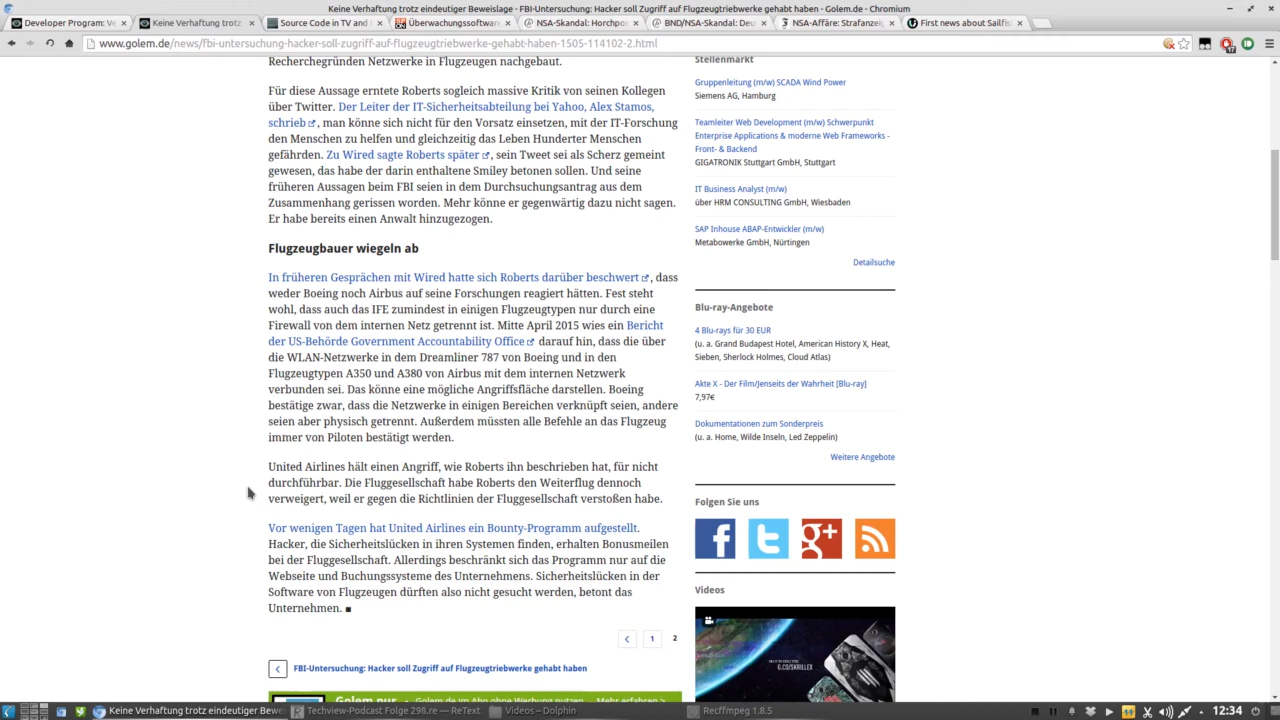 Keine Verhaftung trotz eindeutiger Beweislage - FBI-Untersuchung: Hacker soll Zugriff auf Flugzeugtriebwerke gehabt haben - Golem.de - Chromium
Developer Program: Ve
Keine Verhaftung trotz
Source Code in TV and
Überwachungssoftware
NSA-Skandal: Horchpos
BND/NSA-Skandal: Deu
NSA-Affäre: Strafanzeig
First news about Sailfis
www.golem.de/news/fbi-untersuchung-hacker-soll-zugriff-auf-flugzeugtriebwerke-gehabt-haben-1505-114102-2.html
Recherchegründen Netzwerke in Flugzeugen nachgebaut.
Für diese Aussage erntete Roberts sogleich massive Kritik von seinen Kollegen
über Twitter. Der Leiter der IT-Sicherheitsabteilung bei Yahoo, Alex Stamos,
schrieb, man könne sich nicht für den Vorsatz einsetzen, mit der IT-Forschung
den Menschen zu helfen und gleichzeitig das Leben Hunderter Menschen
gefährden. Zu Wired sagte Roberts später, sein Tweet sei als Scherz gemeint
gewesen, das habe der darin enthaltene Smiley betonen sollen. Und seine
früheren Aussagen beim FBI seien in dem Durchsuchungsantrag aus dem
Zusammenhang gerissen worden. Mehr könne er gegenwärtig dazu nicht sagen.
Er habe bereits einen Anwalt hinzugezogen.
Flugzeugbauer wiegeln ab
In früheren Gesprächen mit Wired hatte sich Roberts darüber beschwert, dass
weder Boeing noch Airbus auf seine Forschungen reagiert hätten. Fest steht
wohl, dass auch das IFE zumindest in einigen Flugzeugtypen nur durch eine
Firewall von dem internen Netz getrennt ist. Mitte April 2015 wies ein Bericht
der US-Behörde Government Accountability Office darauf hin, dass die über
die WLAN-Netzwerke in dem Dreamliner 787 von Boeing und in den
Flugzeugtypen A350 und A380 von Airbus mit dem internen Netzwerk
verbunden sei. Das könne eine mögliche Angriffsfläche darstellen. Boeing
bestätige zwar, dass die Netzwerke in einigen Bereichen verknüpft seien, andere
seien aber physisch getrennt. Außerdem müssten alle Befehle an das Flugzeug
immer von Piloten bestätigt werden.
United Airlines hält einen Angriff, wie Roberts ihn beschrieben hat, für nicht
durchführbar. Die Fluggesellschaft habe Roberts den Weiterflug dennoch
verweigert, weil er gegen die Richtlinien der Fluggesellschaft verstoßen habe.
Vor wenigen Tagen hat United Airlines ein Bounty-Programm aufgestellt.
Hacker, die Sicherheitslücken in ihren Systemen finden, erhalten Bonusmeilen
bei der Fluggesellschaft. Allerdings beschränkt sich das Programm nur auf die
Webseite und Buchungssysteme des Unternehmens. Sicherheitslücken in der
Software von Flugzeugen dürften also nicht gesucht werden, betont das
Unternehmen. ■
1 2
FBI-Untersuchung: Hacker soll Zugriff auf Flugzeugtriebwerke gehabt haben
Golem pur - Golem.de im Abo ohne Werbung nutzen. Mehr erfahren >
Stellenmarkt
Gruppenleitung (m/w) SCADA Wind Power
Siemens AG, Hamburg
Teamleiter Web Development (m/w) Schwerpunkt
Enterprise Applications & moderne Web Frameworks -
Front- & Backend
GIGATRONIK Stuttgart GmbH, Stuttgart
IT Business Analyst (m/w)
über HRM CONSULTING GmbH, Wiesbaden
SAP Inhouse ABAP-Entwickler (m/w)
Metabowerke GmbH, Nürtingen
Detailsuche
Blu-ray-Angebote
4 Blu-rays für 30 EUR
(u. a. Grand Budapest Hotel, American History X, Heat,
Sieben, Sherlock Holmes, Cloud Atlas)
Akte X - Der Film/Jenseits der Wahrheit [Blu-ray]
7,97€
Dokumentationen zum Sonderpreis
(u. a. Home, Wilde Inseln, Led Zeppelin)
Weitere Angebote
Folgen Sie uns
Videos
G.CO/SKRILLEX
Keine Verhaftung trotz eindeutiger Bewe
Techview-Podcast Folge 298.re — ReText
Videos – Dolphin
Recffmpeg 1.8.5
12:34